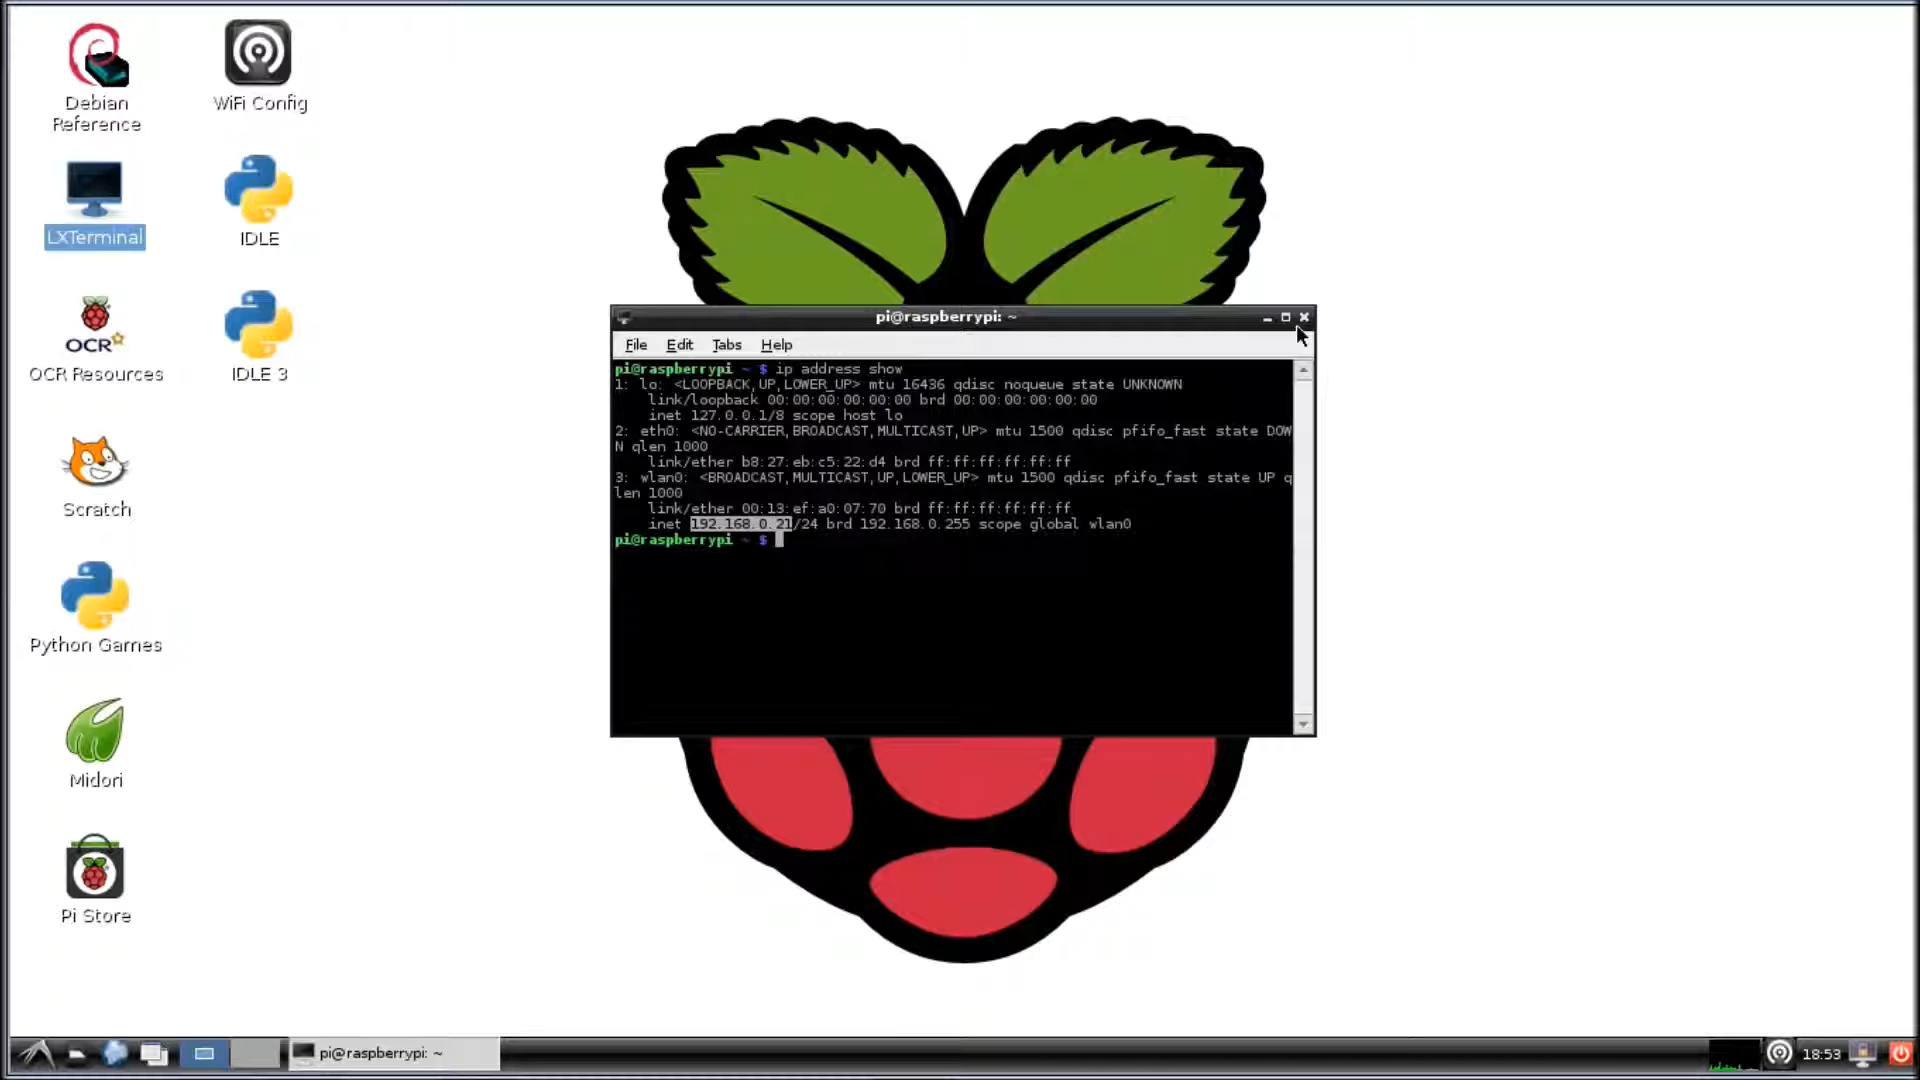 Debian
Reference
WiFi Config
LXTerminal
IDLE
OCR
OCR Resources
IDLE 3
Scratch
Python Games
Midori
Pi Store
pi@raspberrypi: ~
File Edit Tabs Help
pi@raspberrypi ~ $ ip address show
1: lo: <LOOPBACK,UP,LOWER_UP> mtu 16436 qdisc noqueue state UNKNOWN
link/loopback 00:00:00:00:00:00 brd 00:00:00:00:00:00
inet 127.0.0.1/8 scope host lo
2: eth0: <NO-CARRIER,BROADCAST,MULTICAST,UP> mtu 1500 qdisc pfifo_fast state DOW
N qlen 1000
link/ether b8:27:eb:c5:22:d4 brd ff:ff:ff:ff:ff:ff
3: wlan0: <BROADCAST,MULTICAST,UP,LOWER_UP> mtu 1500 qdisc pfifo_fast state UP q
len 1000
link/ether 00:13:ef:a0:07:70 brd ff:ff:ff:ff:ff:ff
inet 192.168.0.21/24 brd 192.168.0.255 scope global wlan0
pi@raspberrypi ~ $
pi@raspberrypi: ~
18:53